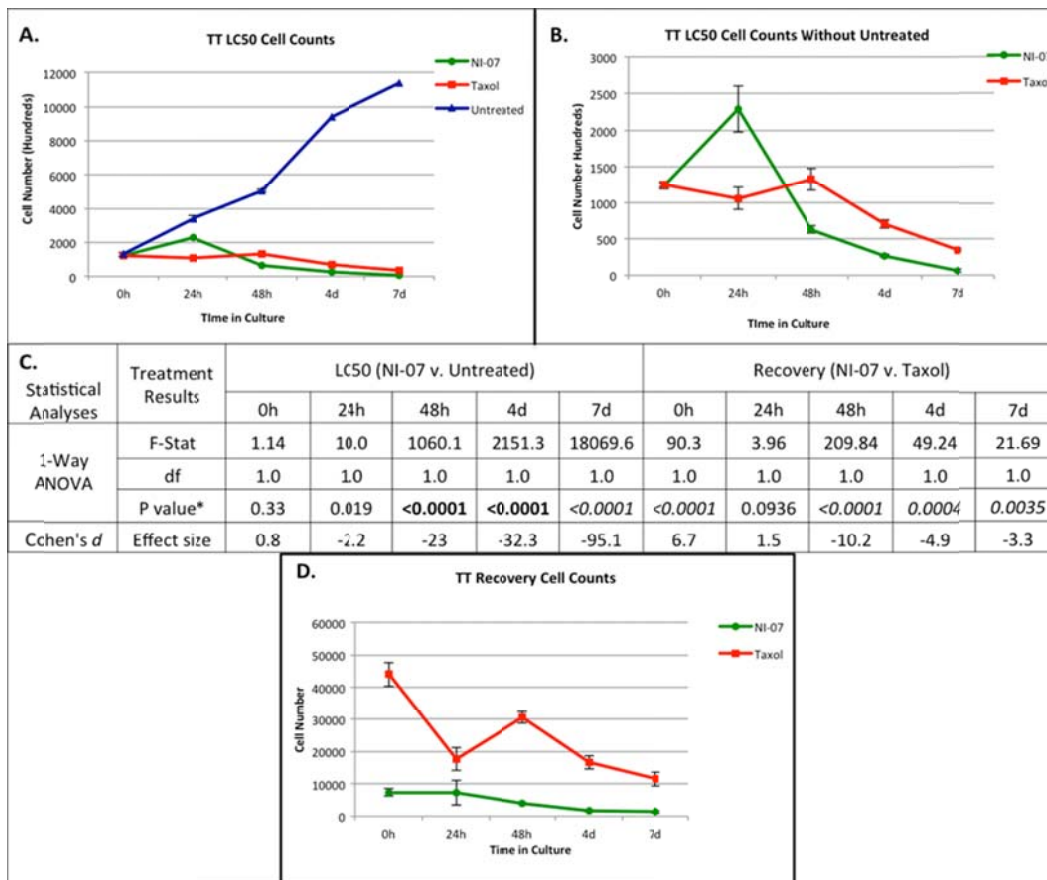 A.
TT LC50 Cell Counts
NI-07
Taxol
Untreated
Cell Number (Hundreds)
12000
10000
8000
6000
4000
2000
0
0h 24h 48h 4d 7d
TIme in Culture
B.
TT LC50 Cell Counts Without Untreated
NI-07
Taxol
Cell Number Hundreds)
3000
2500
2000
1500
1000
500
0
0h 24h 48h 4d 7d
TIme in Culture
C.
Statistical Analyses Treatment Results LC50 (NI-07 v. Untreated) Recovery (NI-07 v. Taxol)
0h 24h 48h 4d 7d 0h 24h 48h 4d 7d
1-Way ANOVA
F-Stat 1.14 10.0 1060.1 2151.3 18069.6 90.3 3.96 209.84 49.24 21.69
df 1.0 1.0 1.0 1.0 1.0 1.0 1.0 1.0 1.0 1.0
P value* 0.33 0.019 <0.0001 <0.0001 <0.0001 <0.0001 0.0936 <0.0001 0.0004 0.0035
Cohen's d Effect size 0.8 -2.2 -23 -32.3 -95.1 6.7 1.5 -10.2 -4.9 -3.3
D.
TT Recovery Cell Counts
NI-07
Taxol
Cell Number
60000
50000
40000
30000
20000
10000
0
0h 24h 48h 4d 7d
TIme in Culture